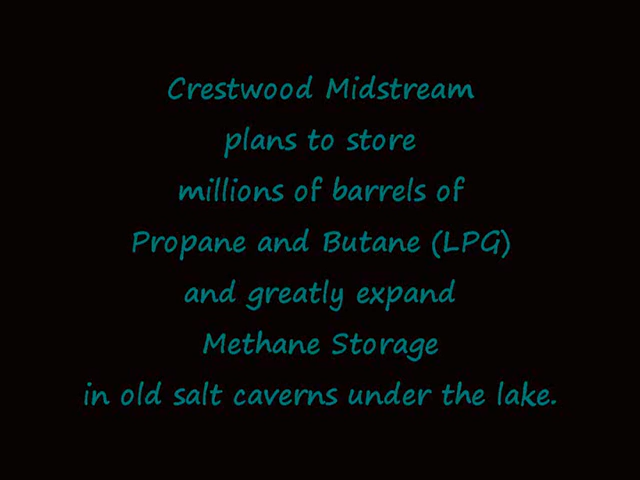 Crestwood Midstream
plans to store
millions of barrels of
Propane and Butane (LPG)
and greatly expand
Methane Storage
in old salt caverns under the lake.